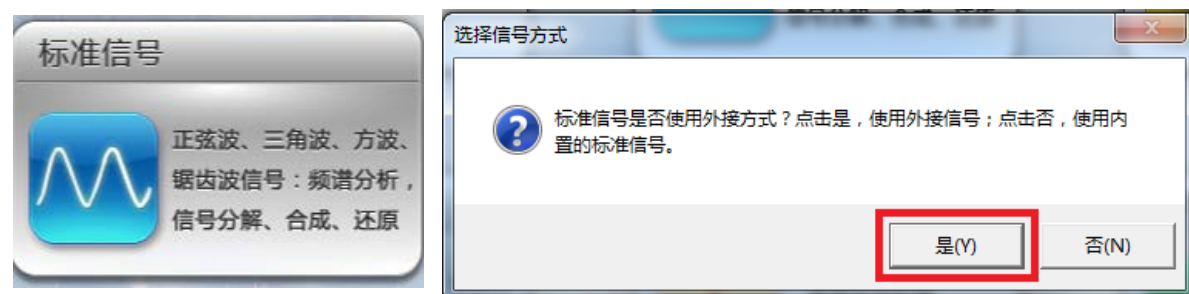 标准信号
正弦波、三角波、方波、
锯齿波信号：频谱分析，
信号分解、合成、还原
选择信号方式
标准信号是否使用外接方式？点击是，使用外接信号；点击否，使用内
置的标准信号。
是(Y)
否(N)